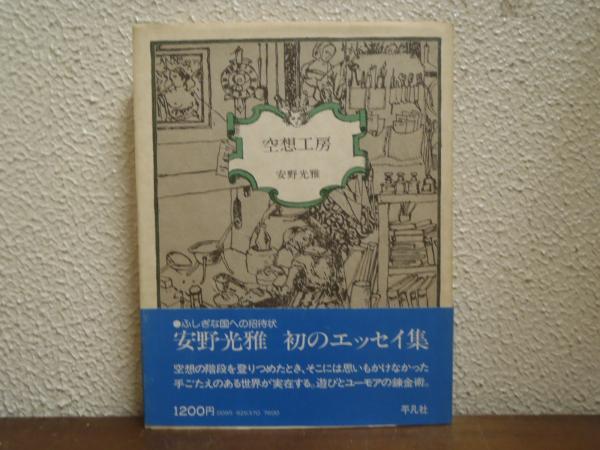 空想工房
安野光雅
●ふしぎな国への招待状
安野光雅 初のエッセイ集
空想の階段を登りつめたとき、そこには思いもかけなかった
手ごたえのある世界が実在する。遊びとユーモアの錬金術。
1200円 0095-825370-7600 平凡社